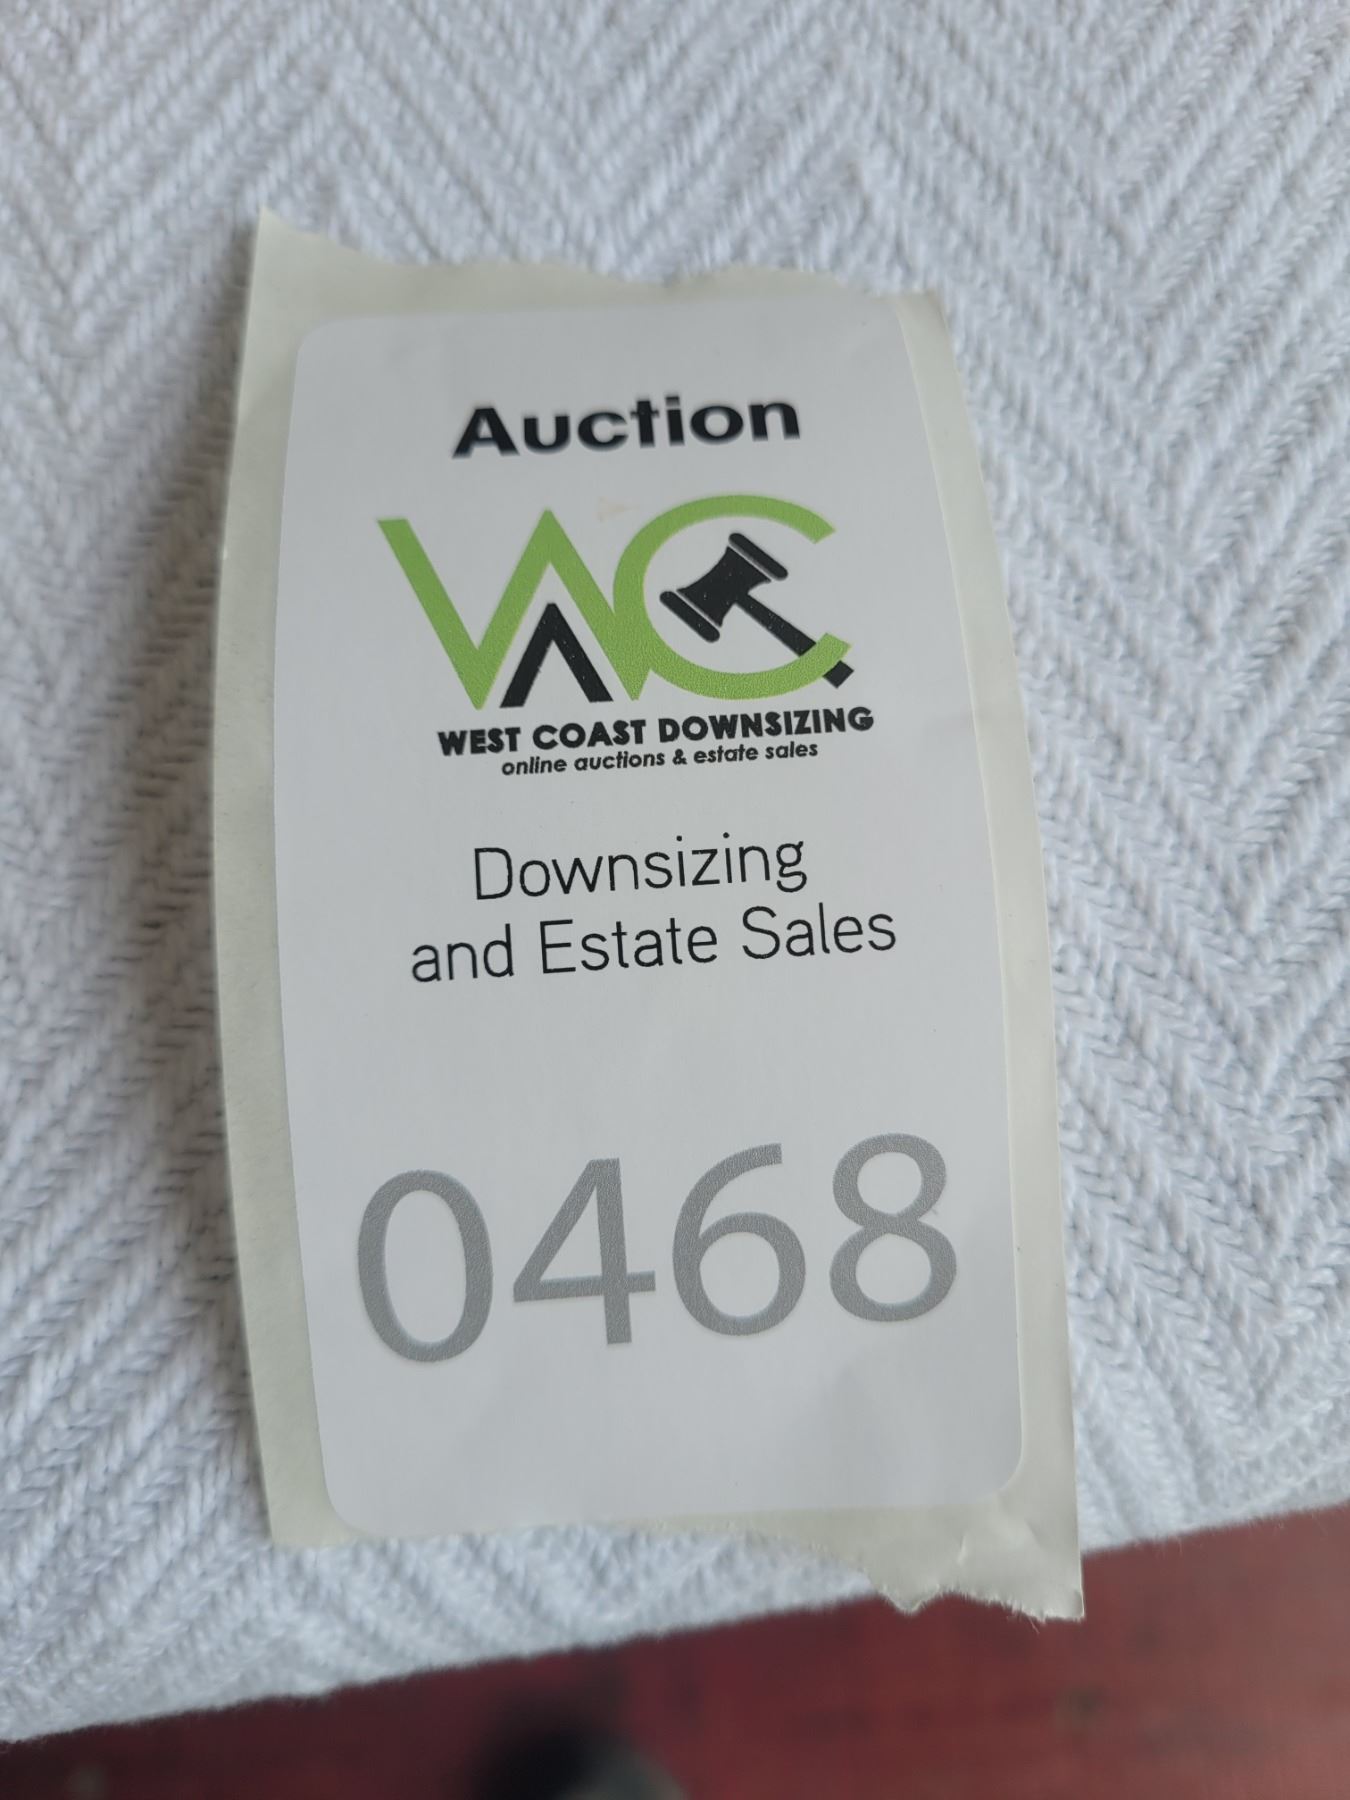 Auction
WC
WEST COAST DOWNSIZING
online auctions & estate sales
Downsizing
and Estate Sales
0468